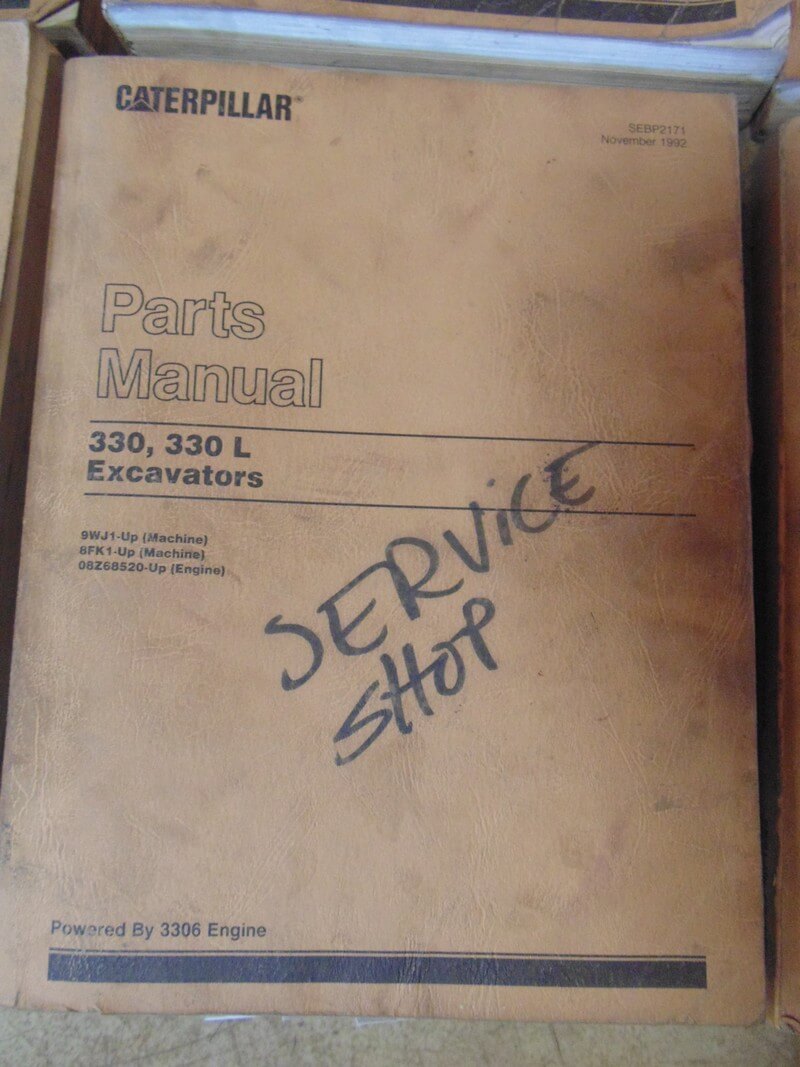 CATERPILLAR
SEBP2171
November 1992
Parts
Manual
330, 330 L
Excavators
9WJ1-Up (Machine)
8FK1-Up (Machine)
08Z68520-Up (Engine)
SERViCE
SHOP
Powered By 3306 Engine